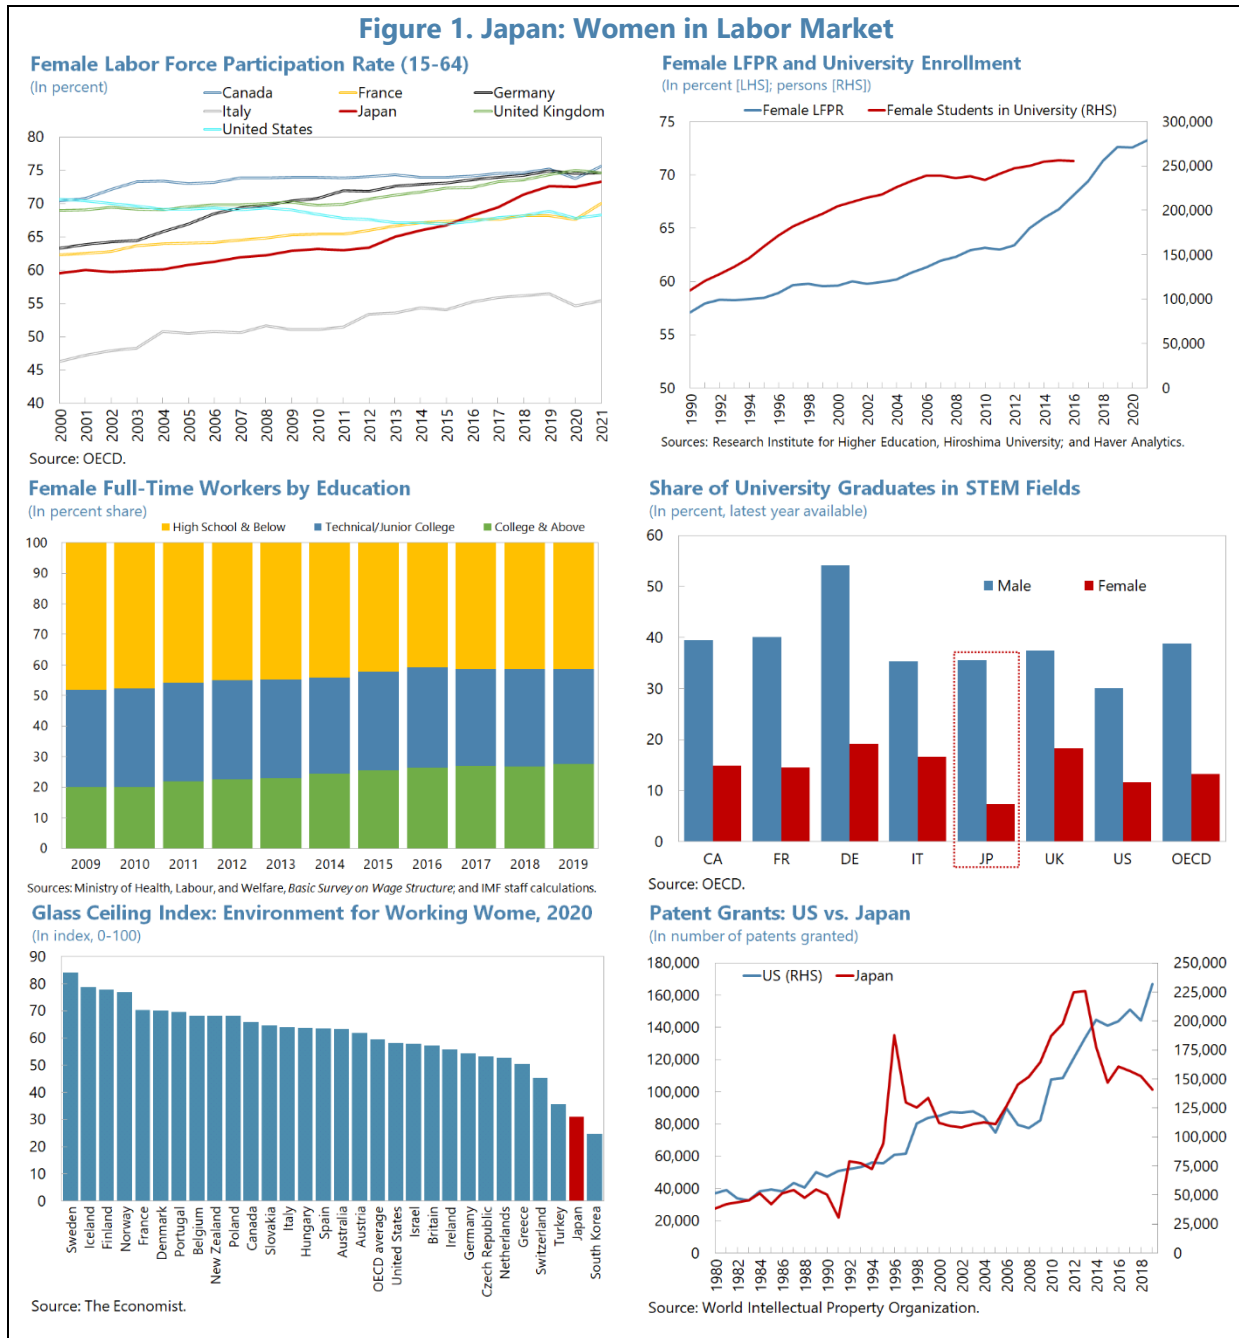 Figure 1. Japan: Women in Labor Market
Female Labor Force Participation Rate (15-64)
(In percent)
Canada France Germany
Italy Japan United Kingdom
United States
80
75
70
65
60
55
50
45
40
2000 2001 2002 2003 2004 2005 2006 2007 2008 2009 2010 2011 2012 2013 2014 2015 2016 2017 2018 2019 2020 2021
Source: OECD.
Female LFPR and University Enrollment
(In percent [LHS]; persons [RHS])
Female LFPR Female Students in University (RHS)
75 300,000
250,000
70
200,000
65
150,000
60
100,000
55
50,000
50 0
1990 1992 1994 1996 1998 2000 2002 2004 2006 2008 2010 2012 2014 2016 2018 2020
Sources: Research Institute for Higher Education, Hiroshima University; and Haver Analytics.
Female Full-Time Workers by Education
(In percent share)
High School & Below Technical/Junior College College & Above
100
90
80
70
60
50
40
30
20
10
0
2009 2010 2011 2012 2013 2014 2015 2016 2017 2018 2019
Sources: Ministry of Health, Labour, and Welfare, Basic Survey on Wage Structure; and IMF staff calculations.
Share of University Graduates in STEM Fields
(In percent, latest year available)
60
50
Male Female
40
30
20
10
0
CA FR DE IT JP UK US OECD
Source: OECD.
Glass Ceiling Index: Environment for Working Wome, 2020
(In index, 0-100)
90
80
70
60
50
40
30
20
10
0
Sweden Iceland Finland Norway France Denmark Portugal Belgium New Zealand Poland Canada Slovakia Italy Hungary Spain Australia Austria OECD average United States Israel Britain Ireland Germany Czech Republic Netherlands Greece Switzerland Turkey Japan South Korea
Source: The Economist.
Patent Grants: US vs. Japan
(In number of patents granted)
US (RHS) Japan
180,000 250,000
160,000 225,000
140,000 200,000
120,000 175,000
100,000 150,000
80,000 125,000
60,000 100,000
40,000 75,000
20,000 50,000
0 25,000
0
1980 1982 1984 1986 1988 1990 1992 1994 1996 1998 2000 2002 2004 2006 2008 2010 2012 2014 2016 2018
Source: World Intellectual Property Organization.